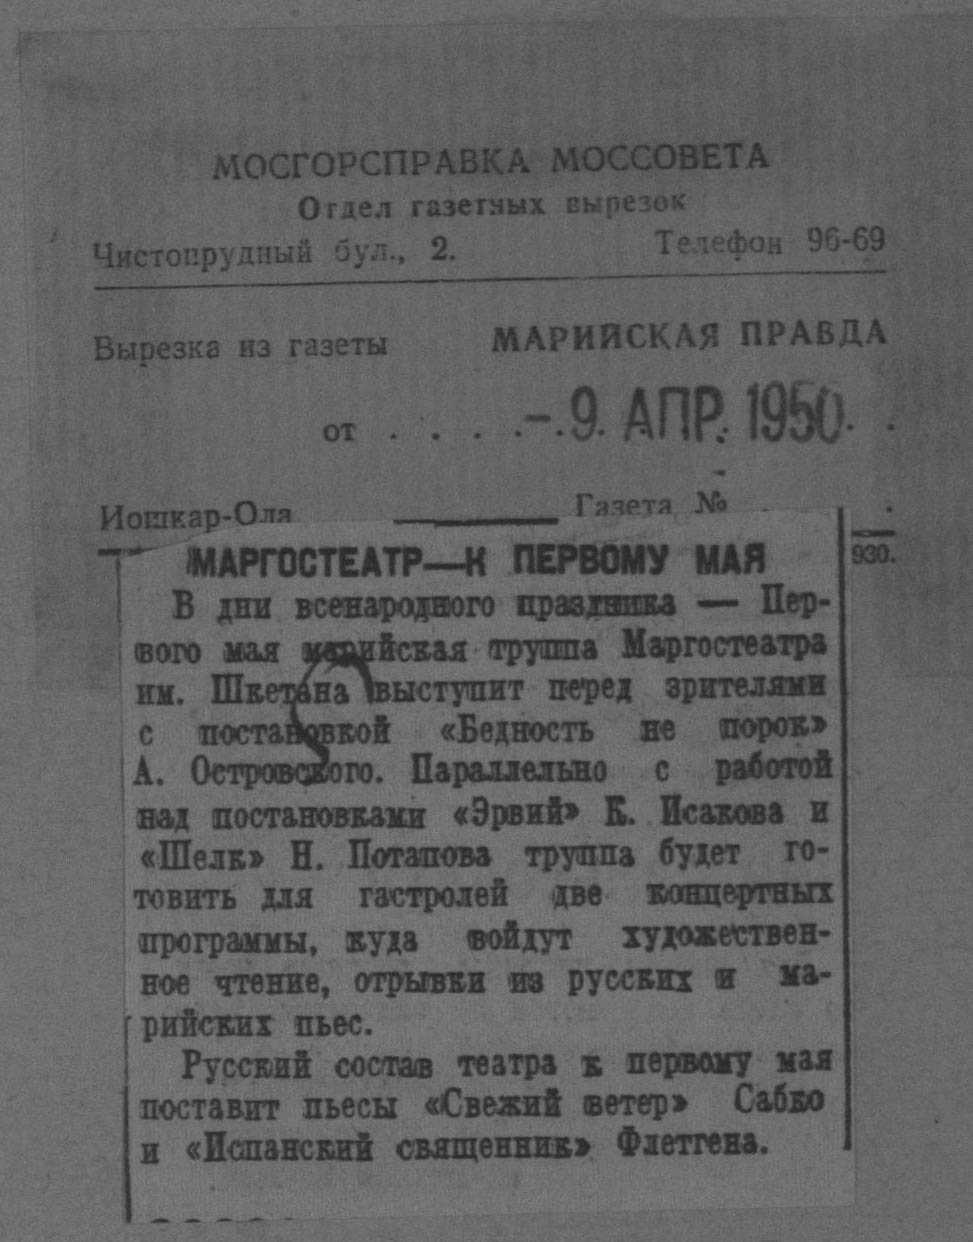 МОСГОРСПРАВКА МОССОВЕТА
Отдел газетных вырезок
Чистопрудный бул., 2. Телефон 96-69
Вырезка из газеты МАРИЙСКАЯ ПРАВДА
от . . . . . -9. АПР. 1950. .
Иошкар-Ола Газета № . .
930.
МАРГОСТЕАТР—К ПЕРВОМУ МАЯ
В дни всенародного праздника — Пер-
вого мая марийская труппа Маргостеатра
им. Шкетана выступит перед зрителями
с постановкой «Бедность не порок»
А. Островского. Параллельно с работой
над постановками «Эрвий» К. Исакова и
«Шелк» Н. Потапова труппа будет го-
товить для гастролей две концертных
программы, куда войдут художествен-
ное чтение, отрывки из русских и ма-
рийских пьес.
Русский состав театра к первому мая
поставит пьесы «Свежий ветер» Сабко
и «Испанский священник» Флетгена.